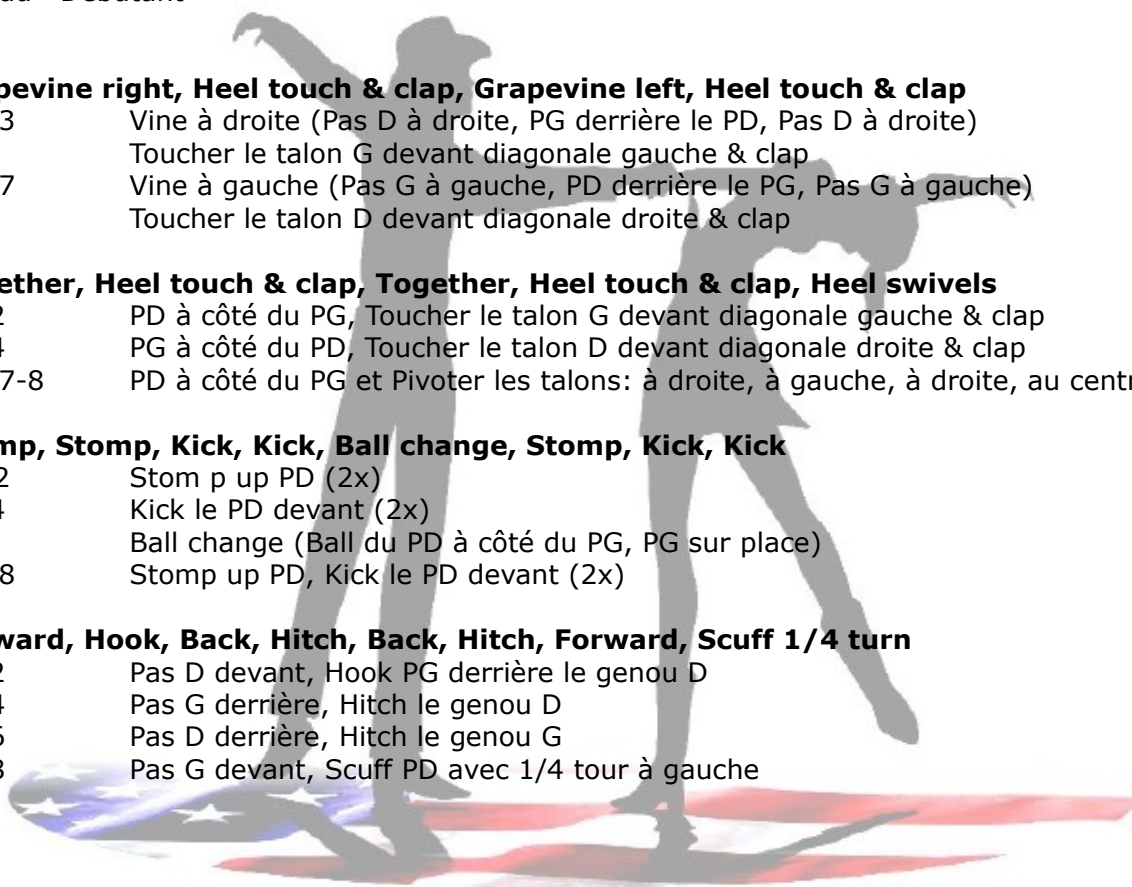 au Débutant
pevine right, Heel touch & clap, Grapevine left, Heel touch & clap
3 Vine à droite (Pas D à droite, PG derrière le PD, Pas D à droite)
Toucher le talon G devant diagonale gauche & clap
7 Vine à gauche (Pas G à gauche, PD derrière le PG, Pas G à gauche)
Toucher le talon D devant diagonale droite & clap
ether, Heel touch & clap, Together, Heel touch & clap, Heel swivels
2 PD à côté du PG, Toucher le talon G devant diagonale gauche & clap
4 PG à côté du PD, Toucher le talon D devant diagonale droite & clap
7-8 PD à côté du PG et Pivoter les talons: à droite, à gauche, à droite, au centr
mp, Stomp, Kick, Kick, Ball change, Stomp, Kick, Kick
2 Stom p up PD (2x)
4 Kick le PD devant (2x)
Ball change (Ball du PD à côté du PG, PG sur place)
8 Stomp up PD, Kick le PD devant (2x)
ward, Hook, Back, Hitch, Back, Hitch, Forward, Scuff 1/4 turn
2 Pas D devant, Hook PG derrière le genou D
4 Pas G derrière, Hitch le genou D
6 Pas D derrière, Hitch le genou G
8 Pas G devant, Scuff PD avec 1/4 tour à gauche